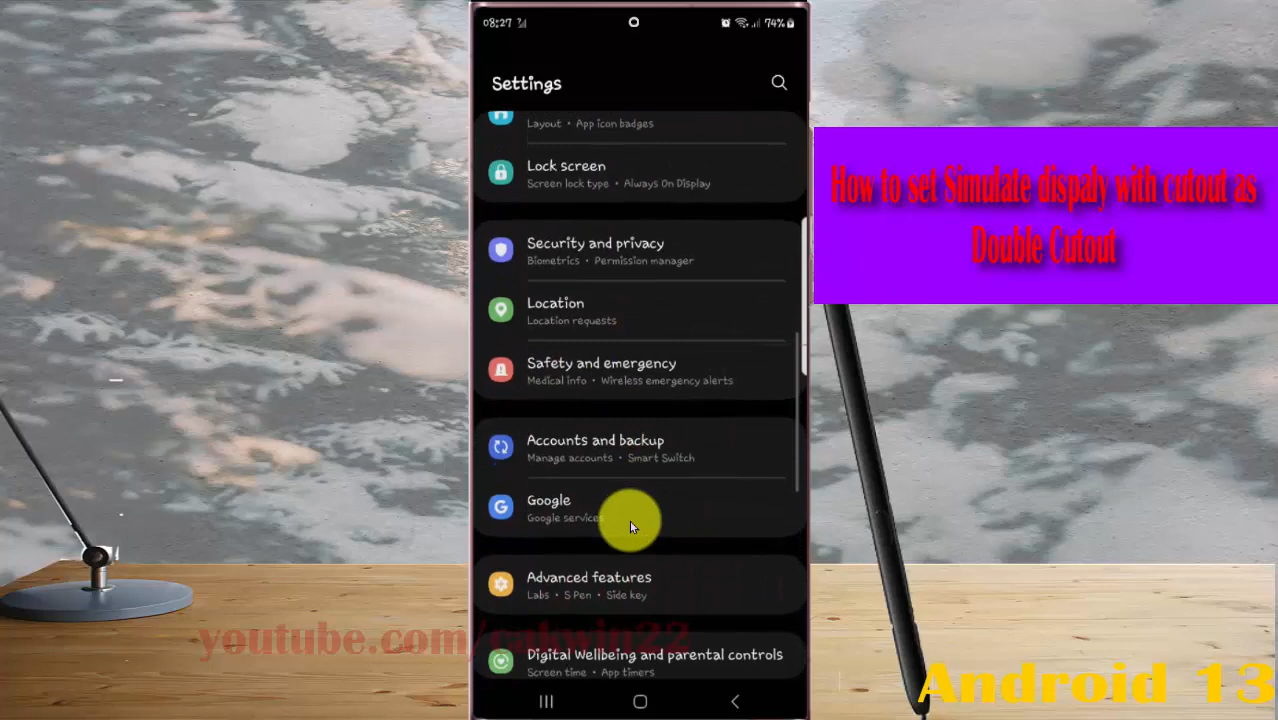 08:27
74%
Settings
Layout • App icon badges
Lock screen
Screen lock type • Always On Display
Security and privacy
Biometrics • Permission manager
Location
Location requests
Safety and emergency
Medical info • Wireless emergency alerts
Accounts and backup
Manage accounts • Smart Switch
Google
Google services
Advanced features
Labs • S Pen • Side key
Digital Wellbeing and parental controls
Screen time • App timers
How to set Simulate dispaly with cutout as
Double Cutout
youtube.com/cakwin22
Android 13